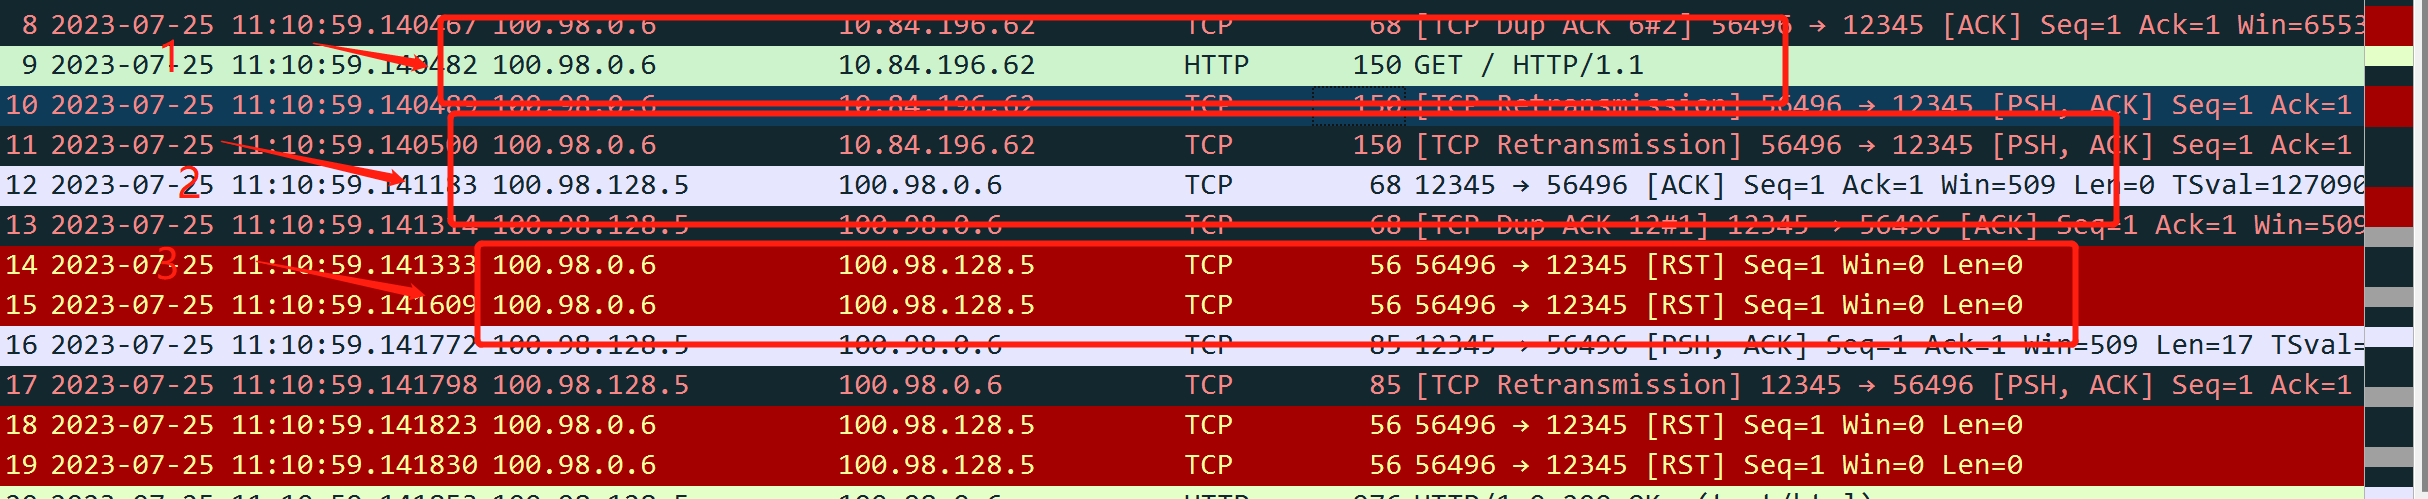 8 2023-07-25 11:10:59.140467 100.98.0.6 10.84.196.62 TCP 68 [TCP Dup ACK 6#2] 56496 → 12345 [ACK] Seq=1 Ack=1 Win=6553
1
9 2023-07-25 11:10:59.140482 100.98.0.6 10.84.196.62 HTTP 150 GET / HTTP/1.1
10 2023-07-25 11:10:59.140489 100.98.0.6 10.84.196.62 TCP 150 [TCP Retransmission] 56496 → 12345 [PSH, ACK] Seq=1 Ack=1
11 2023-07-25 11:10:59.140500 100.98.0.6 10.84.196.62 TCP 150 [TCP Retransmission] 56496 → 12345 [PSH, ACK] Seq=1 Ack=1
2
12 2023-07-25 11:10:59.141183 100.98.128.5 100.98.0.6 TCP 68 12345 → 56496 [ACK] Seq=1 Ack=1 Win=509 Len=0 TSval=127090
13 2023-07-25 11:10:59.141314 100.98.128.5 100.98.0.6 TCP 68 [TCP Dup ACK 12#1] 12345 → 56496 [ACK] Seq=1 Ack=1 Win=509
3
14 2023-07-25 11:10:59.141333 100.98.0.6 100.98.128.5 TCP 56 56496 → 12345 [RST] Seq=1 Win=0 Len=0
15 2023-07-25 11:10:59.141609 100.98.0.6 100.98.128.5 TCP 56 56496 → 12345 [RST] Seq=1 Win=0 Len=0
16 2023-07-25 11:10:59.141772 100.98.128.5 100.98.0.6 TCP 85 12345 → 56496 [PSH, ACK] Seq=1 Ack=1 Win=509 Len=17 TSval=
17 2023-07-25 11:10:59.141798 100.98.128.5 100.98.0.6 TCP 85 [TCP Retransmission] 12345 → 56496 [PSH, ACK] Seq=1 Ack=1
18 2023-07-25 11:10:59.141823 100.98.0.6 100.98.128.5 TCP 56 56496 → 12345 [RST] Seq=1 Win=0 Len=0
19 2023-07-25 11:10:59.141830 100.98.0.6 100.98.128.5 TCP 56 56496 → 12345 [RST] Seq=1 Win=0 Len=0